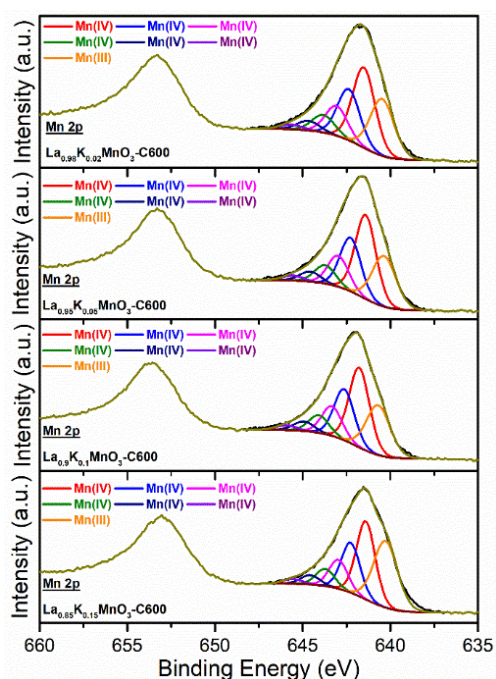 Intensity (a.u.)
Mn(IV) Mn(IV) Mn(IV)
Mn(IV) Mn(IV) Mn(IV)
Mn(III)
Mn 2p
La0.98K0.02MnO3-C600
Intensity (a.u.)
Mn(IV) Mn(IV) Mn(IV)
Mn(IV) Mn(IV) Mn(IV)
Mn(III)
Mn 2p
La0.95K0.05MnO3-C600
Intensity (a.u.)
Mn(IV) Mn(IV) Mn(IV)
Mn(IV) Mn(IV) Mn(IV)
Mn(III)
Mn 2p
La0.9K0.1MnO3-C600
Intensity (a.u.)
Mn(IV) Mn(IV) Mn(IV)
Mn(IV) Mn(IV) Mn(IV)
Mn(III)
Mn 2p
La0.85K0.15MnO3-C600
660 655 650 645 640 635
Binding Energy (eV)